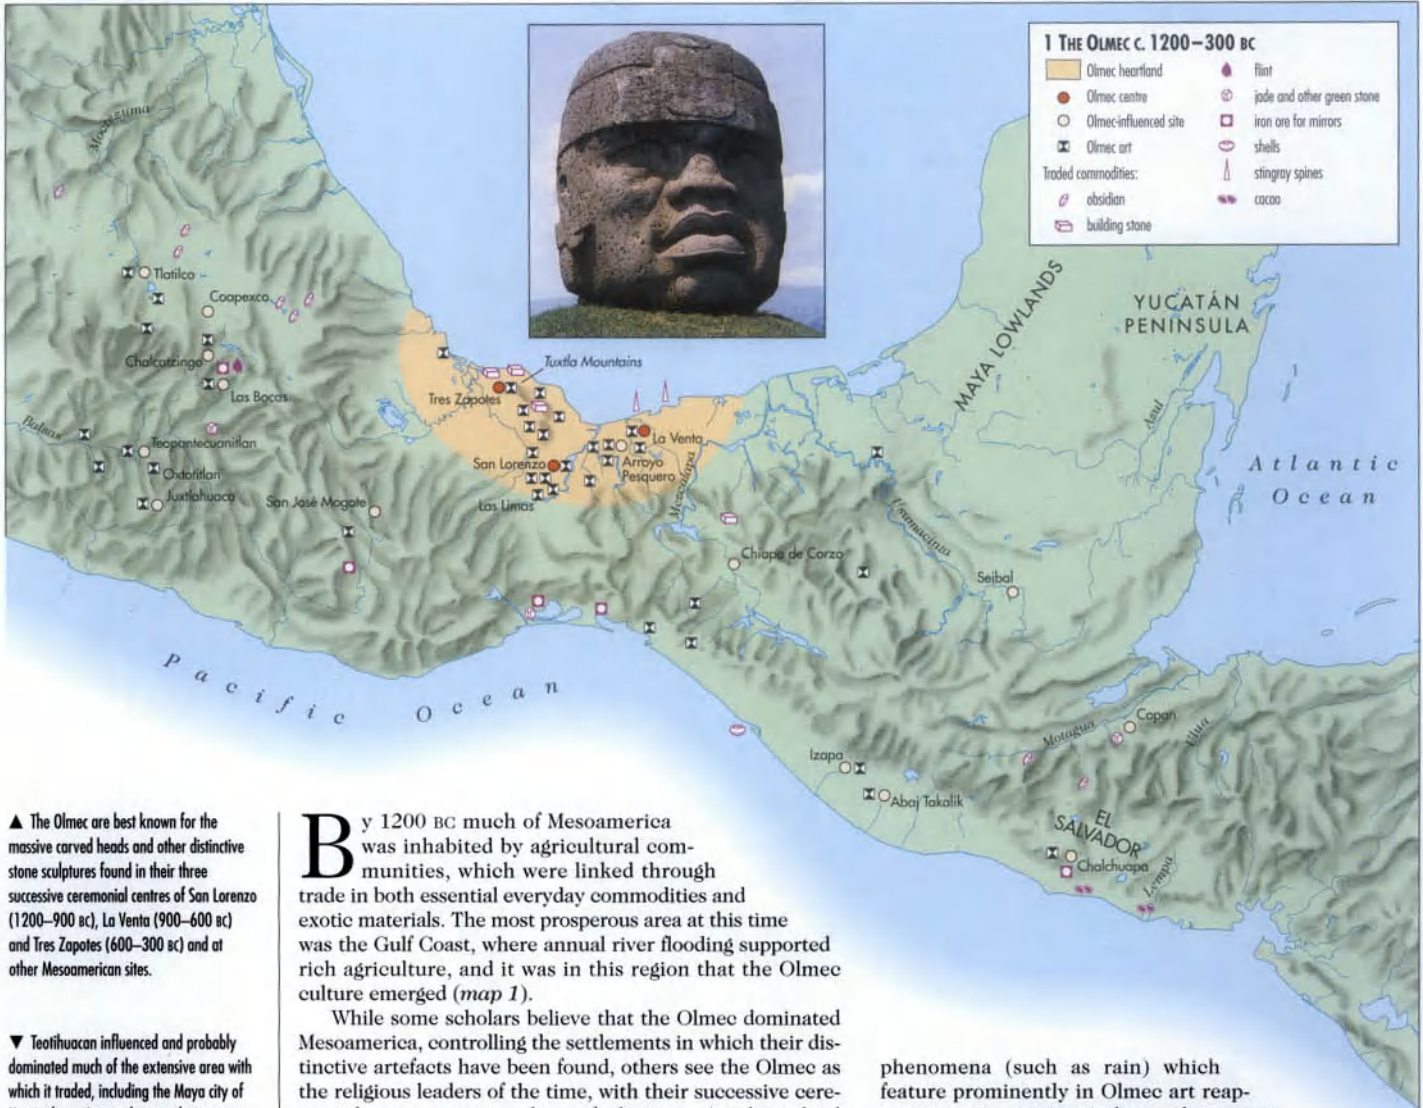 1 THE OLMEC C. 1200–300 BC
Olmec heartland
Olmec centre
Olmec-influenced site
Olmec art
Traded commodities:
obsidian
building stone
flint
jade and other green stone
iron ore for mirrors
shells
stingray spines
cacao
Moctezuma
Tlatilco
Coapexco
Chalcatzingo
Las Bocas
Balsas
Teopantecuanitlan
Oxtotitlan
Juxtlahuaca
San José Mogote
Tuxtla Mountains
Tres Zapotes
San Lorenzo
Las Limas
La Venta
Arroyo
Pesquero
Mezcalapa
Chiapa de Corzo
Usumacinta
Seibal
MAYA LOWLANDS
YUCATÁN
PENINSULA
Azul
Atlantic
Ocean
Pacific Ocean
Izapa
Abaj Takalik
Motagua
Copan
Ulua
EL
SALVADOR
Chalchuapa
Lempa
▲ The Olmec are best known for the
massive carved heads and other distinctive
stone sculptures found in their three
successive ceremonial centres of San Lorenzo
(1200–900 BC), La Venta (900–600 BC)
and Tres Zapotes (600–300 BC) and at
other Mesoamerican sites.
▼ Teotihuacan influenced and probably
dominated much of the extensive area with
which it traded, including the Maya city of
By 1200 BC much of Mesoamerica
was inhabited by agricultural com-
munities, which were linked through
trade in both essential everyday commodities and
exotic materials. The most prosperous area at this time
was the Gulf Coast, where annual river flooding supported
rich agriculture, and it was in this region that the Olmec
culture emerged (map 1).
While some scholars believe that the Olmec dominated
Mesoamerica, controlling the settlements in which their dis-
tinctive artefacts have been found, others see the Olmec as
the religious leaders of the time, with their successive cere-
phenomena (such as rain) which
feature prominently in Olmec art reap-